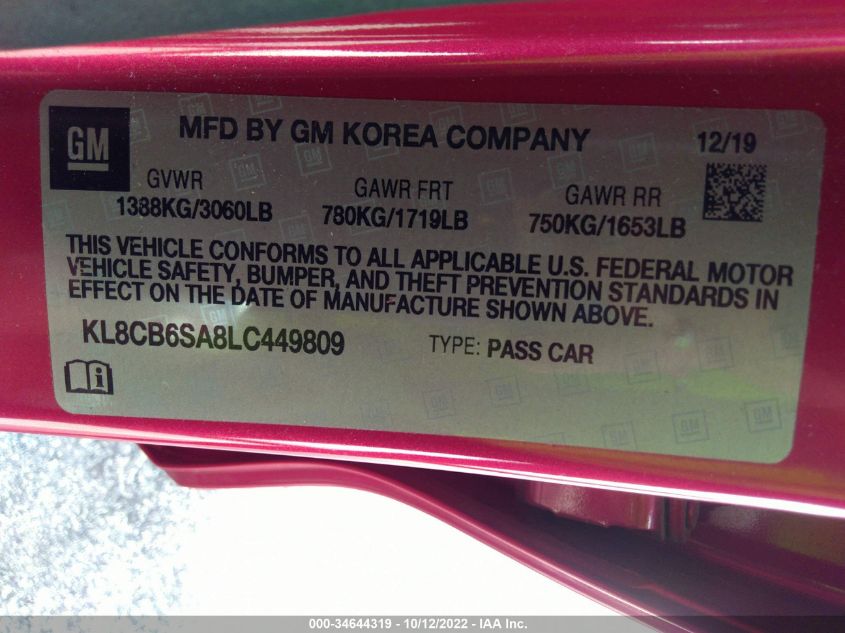 GM
MFD BY GM KOREA COMPANY 12/19
GVWR GAWR FRT GAWR RR
1388KG/3060LB 780KG/1719LB 750KG/1653LB
THIS VEHICLE CONFORMS TO ALL APPLICABLE U.S. FEDERAL MOTOR
VEHICLE SAFETY, BUMPER, AND THEFT PREVENTION STANDARDS IN
EFFECT ON THE DATE OF MANUFACTURE SHOWN ABOVE.
KL8CB6SA8LC449809 TYPE: PASS CAR
000-34644319 - 10/12/2022 - IAA Inc.